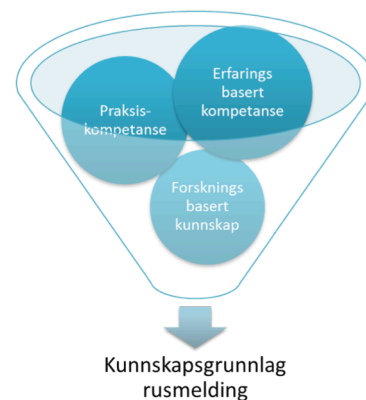 Praksis-
kompetanse
Erfarings
basert
kompetanse
Forsknings
basert
kunnskap
Kunnskapsgrunnlag
rusmelding